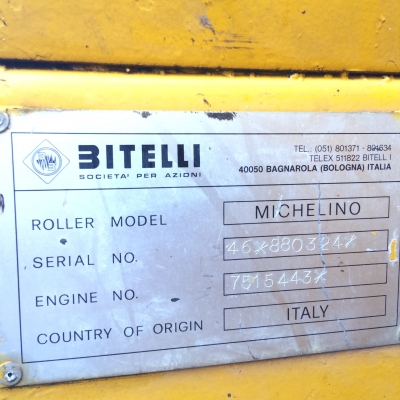 BITELLI
SOCIETA' PER AZIONI
TEL. (051) 801371 - 801634
TELEX 511822 BITELL I
40050 BAGNAROLA (BOLOGNA) ITALIA
ROLLER MODEL MICHELINO
SERIAL NO. 46*880324*
ENGINE NO. 7515443*
COUNTRY OF ORIGIN ITALY